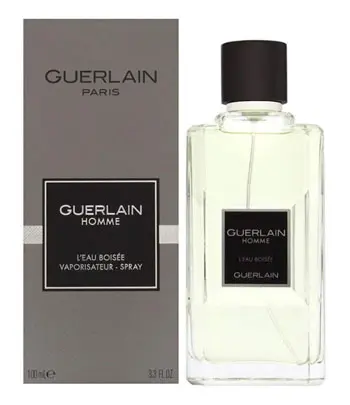 GUERLAIN
PARIS
GUERLAIN
HOMME
L'EAU BOISÉE
VAPORISATEUR - SPRAY
100 ml ℮ 3.3 FL.OZ.
GUERLAIN
HOMME
L'EAU BOISÉE
GUERLAIN